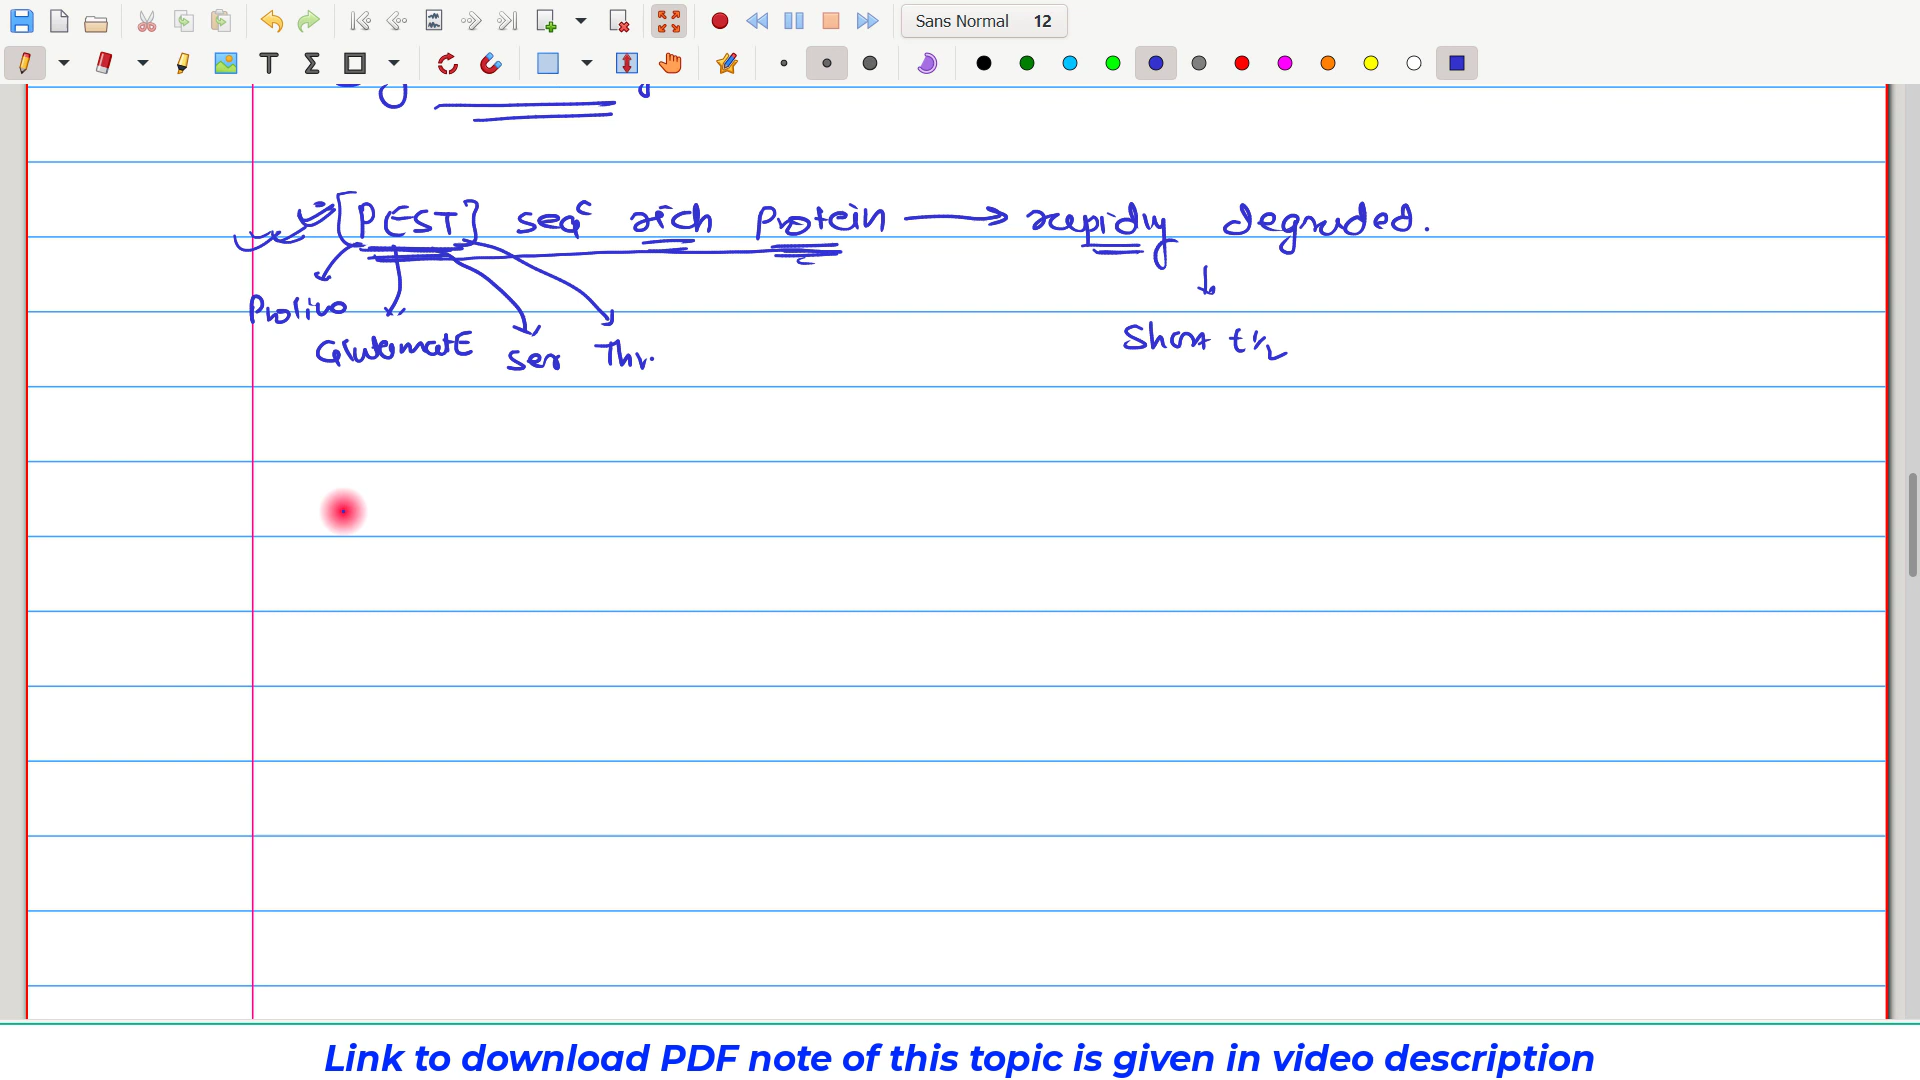 Sans Normal 12
[PEST] seqᶜ rich Protein → rapidly degraded.
↓
Proline
GlutamatE Ser Thr.
Short t½
Link to download PDF note of this topic is given in video description